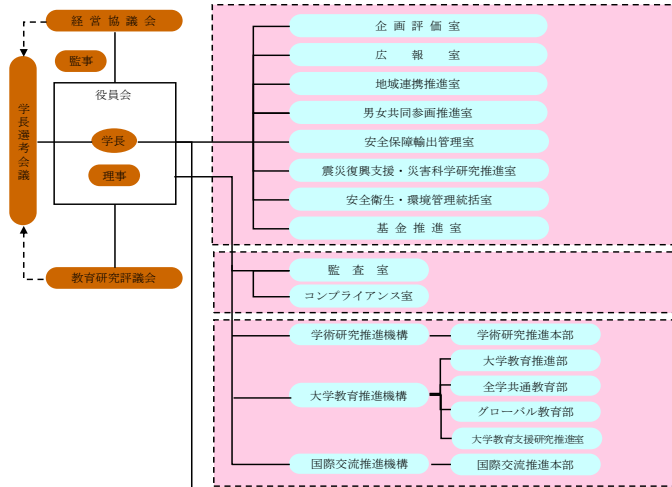 経営協議会
監事
役員会
学長選考会議
学長
理事
教育研究評議会
企画評価室
広報室
地域連携推進室
男女共同参画推進室
安全保障輸出管理室
震災復興支援・災害科学研究推進室
安全衛生・環境管理統括室
基金推進室
監査室
コンプライアンス室
学術研究推進機構
学術研究推進本部
大学教育推進機構
大学教育推進部
全学共通教育部
グローバル教育部
大学教育支援研究推進室
国際交流推進機構
国際交流推進本部